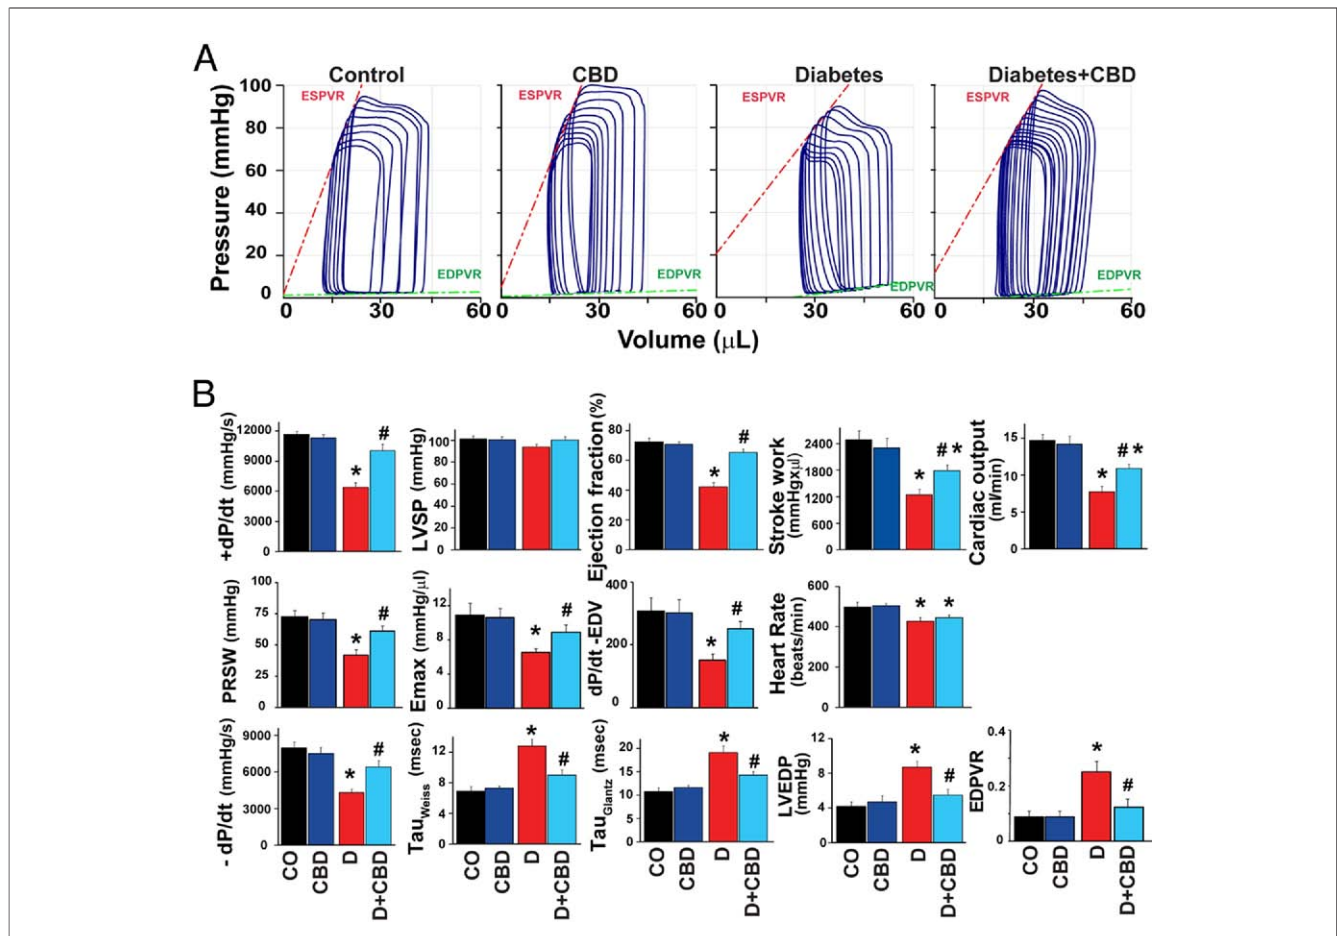 A
Control
CBD
Diabetes
Diabetes+CBD
Pressure (mmHg)
100
80
60
40
20
0
ESPVR
ESPVR
ESPVR
ESPVR
EDPVR
EDPVR
EDPVR
EDPVR
0 30 60
0 30 60
0 30 60
0 30 60
Volume (μL)
B
+dP/dt (mmHg/s)
12000
9000
6000
3000
0
*
#
LVSP (mmHg)
100
80
60
40
20
0
Ejection fraction(%)
80
60
40
20
0
*
#
Stroke work
(mmHgxμl)
2400
1800
1200
600
0
*
#*
Cardiac output
(ml/min)
15
10
5
0
*
#*
PRSW (mmHg)
100
75
50
25
0
*
#
Emax (mmHg/μl)
12
8
4
0
*
#
dP/dt -EDV
400
200
0
*
#
Heart Rate
(beats/min)
600
400
200
0
*
*
- dP/dt (mmHg/s)
9000
6000
3000
0
*
#
CO
CBD
D
D+CBD
TauWeiss (msec)
12
8
4
0
*
#
CO
CBD
D
D+CBD
TauGlantz (msec)
20
15
10
5
0
*
#
CO
CBD
D
D+CBD
LVEDP
(mmHg)
12
8
4
0
*
#
CO
CBD
D
D+CBD
EDPVR
0.4
0.2
0
*
#
CO
CBD
D
D+CBD